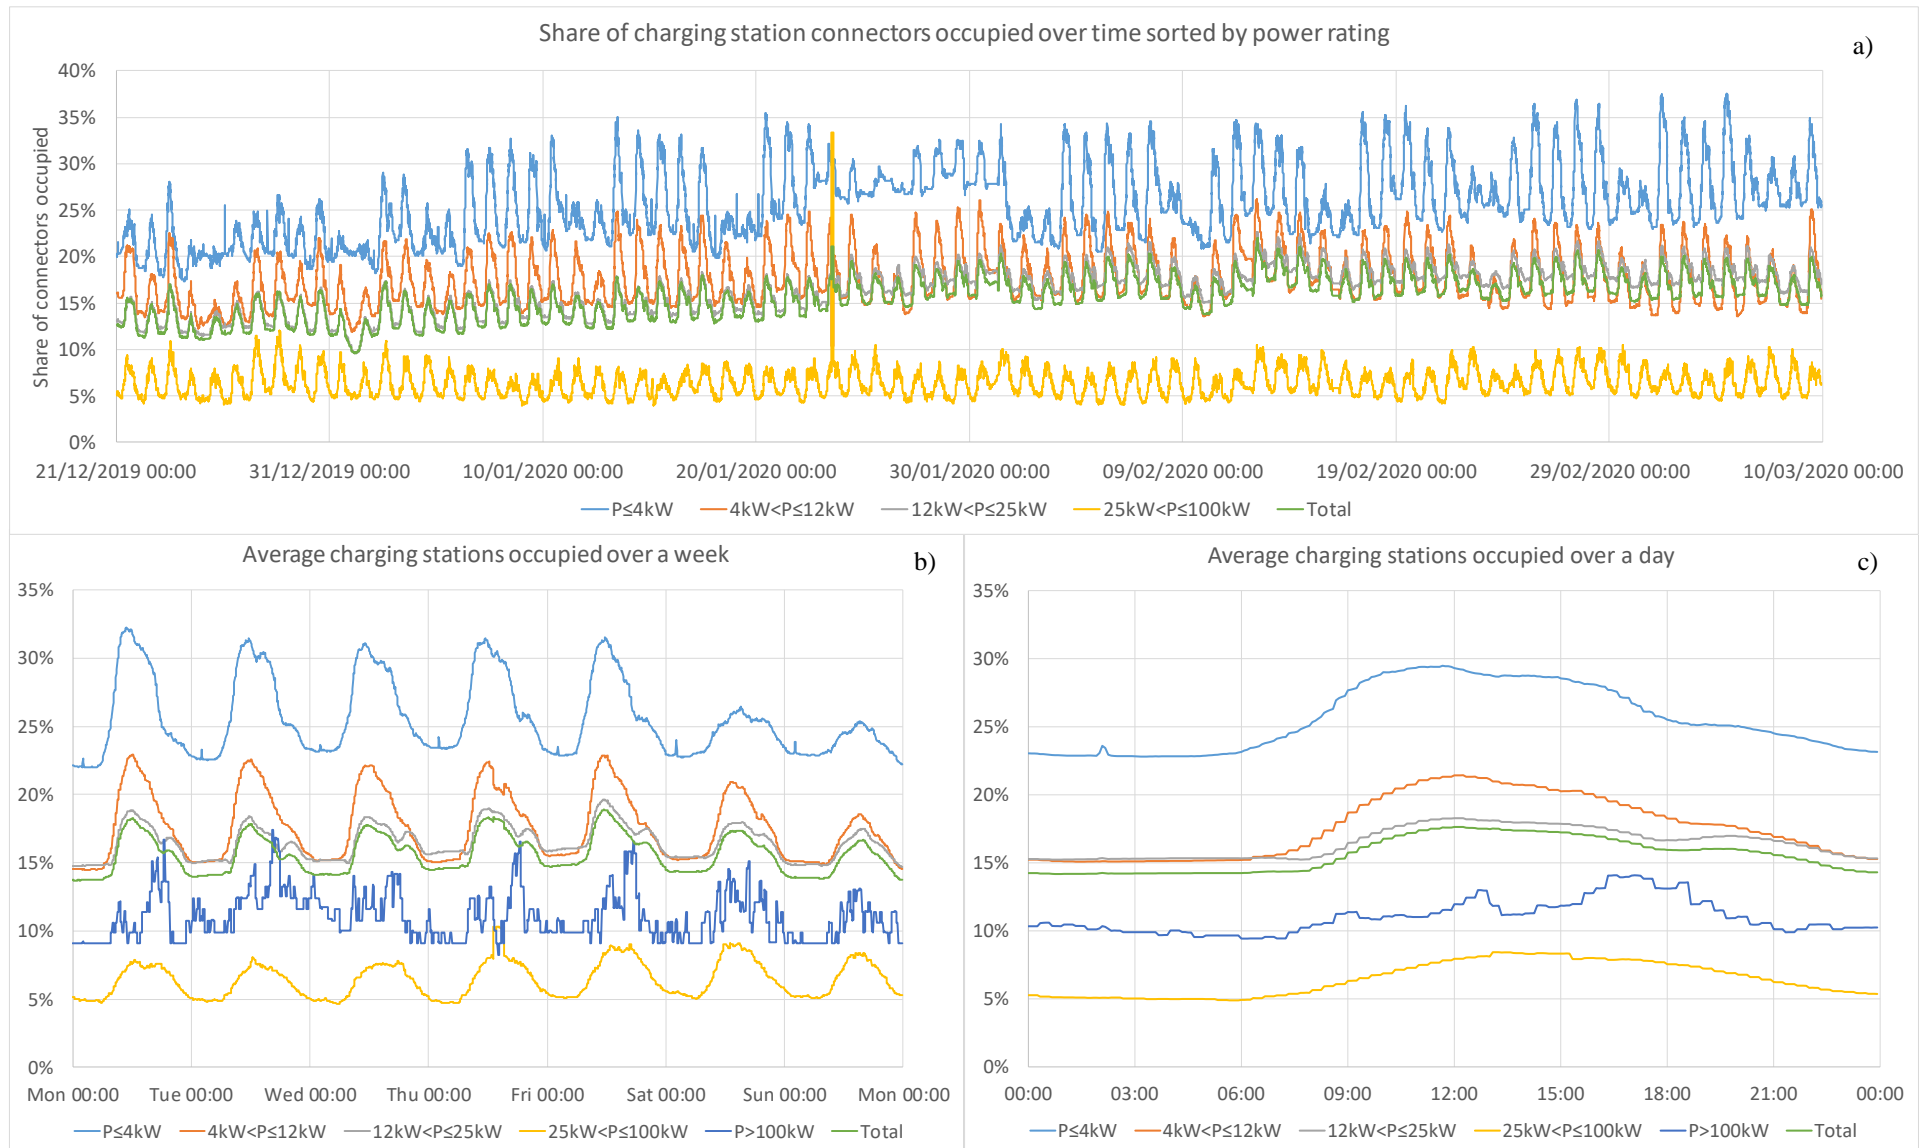 Share of charging station connectors occupied over time sorted by power rating
a)
Share of connectors occupied
40%
35%
30%
25%
20%
15%
10%
5%
0%
21/12/2019 00:00 31/12/2019 00:00 10/01/2020 00:00 20/01/2020 00:00 30/01/2020 00:00 09/02/2020 00:00 19/02/2020 00:00 29/02/2020 00:00 10/03/2020 00:00
P≤4kW 4kW<P≤12kW 12kW<P≤25kW 25kW<P≤100kW Total
Average charging stations occupied over a week
b)
35%
30%
25%
20%
15%
10%
5%
0%
Mon 00:00 Tue 00:00 Wed 00:00 Thu 00:00 Fri 00:00 Sat 00:00 Sun 00:00 Mon 00:00
P≤4kW 4kW<P≤12kW 12kW<P≤25kW 25kW<P≤100kW P>100kW Total
Average charging stations occupied over a day
c)
35%
30%
25%
20%
15%
10%
5%
0%
00:00 03:00 06:00 09:00 12:00 15:00 18:00 21:00 00:00
P≤4kW 4kW<P≤12kW 12kW<P≤25kW 25kW<P≤100kW P>100kW Total